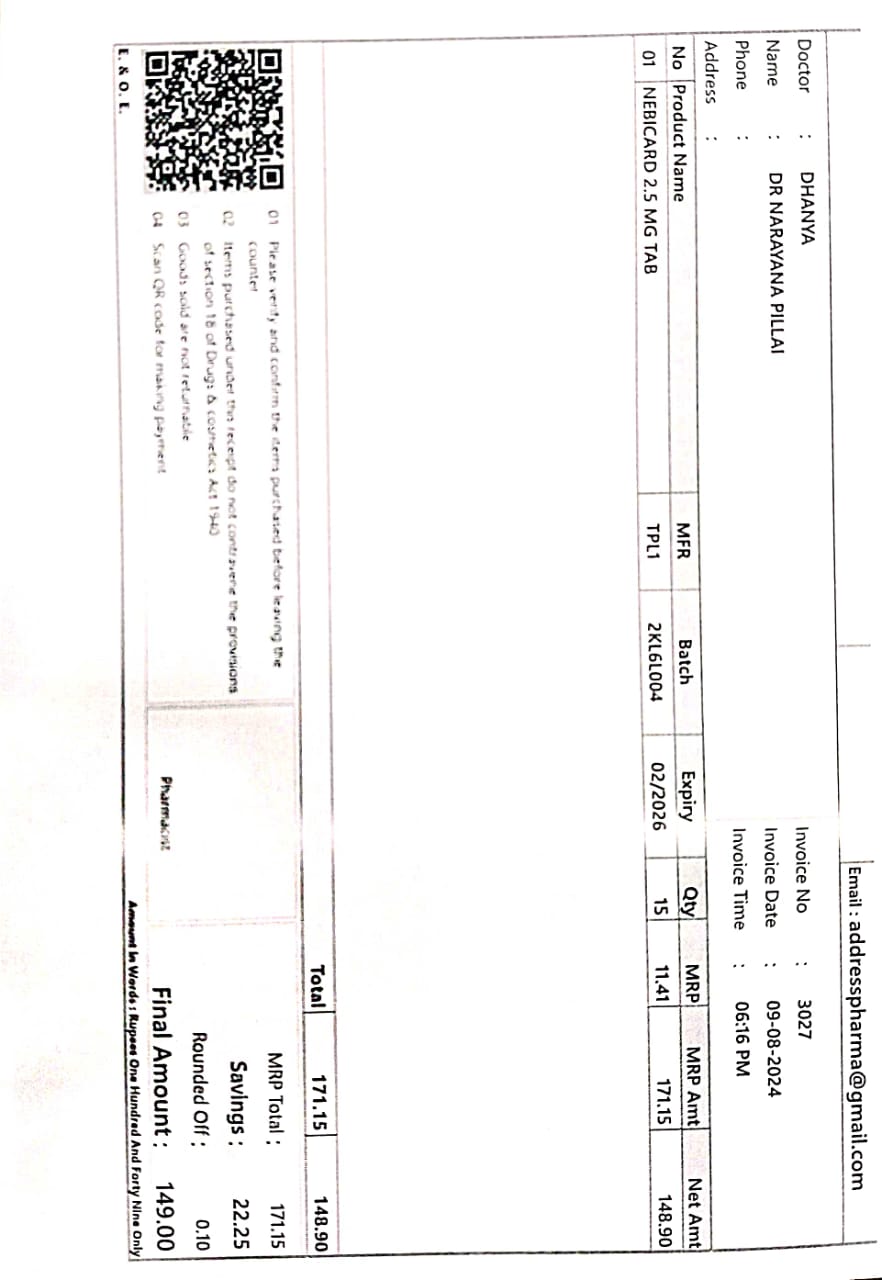 Email : addresspharma@gmail.com
Doctor : DHANYA
Name : DR NARAYANA PILLAI
Phone :
Address :
Invoice No : 3027
Invoice Date : 09-08-2024
Invoice Time : 06:16 PM
No Product Name MFR Batch Expiry Qty MRP MRP Amt Net Amt
01 NEBICARD 2.5 MG TAB TPL1 2KL6L004 02/2026 15 11.41 171.15 148.90
Total 171.15 148.90
01 Please verify and confirm the items purchased before leaving the
counter
02 Items purchased under this receipt do not contravene the provisions
of section 18 of Drugs & cosmetics Act 1940
03 Goods sold are not returnable
04 Scan QR code for making payment
E. & O. E.
Pharmacist
MRP Total : 171.15
Savings : 22.25
Rounded Off : 0.10
Final Amount : 149.00
Amount In Words : Rupees One Hundred And Forty Nine Only